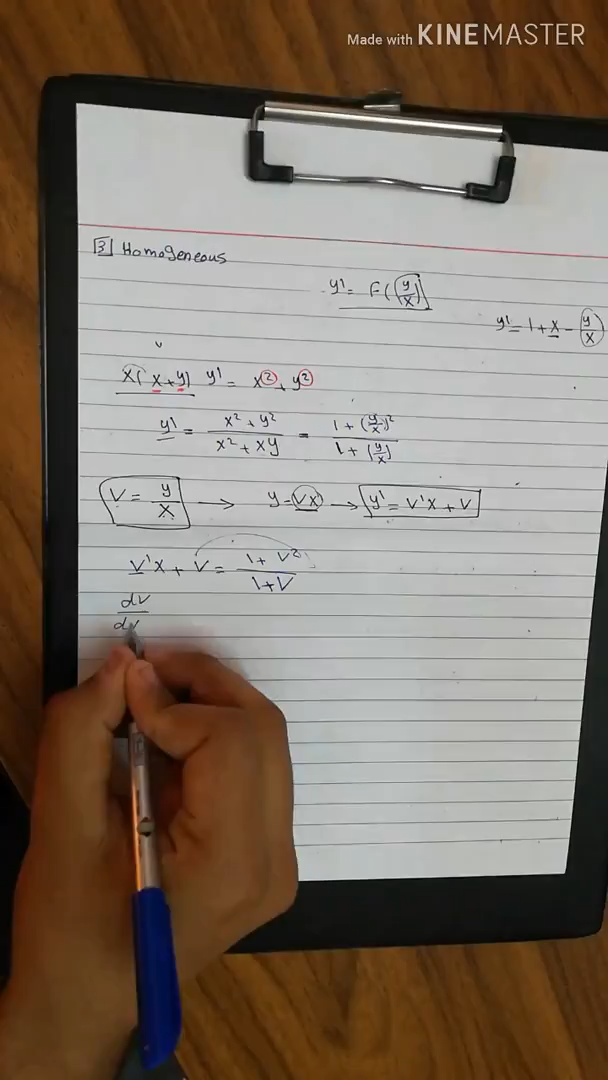 Made with KINEMASTER
3 Homogeneous
y' = F(y/x)
y' = 1 + x - y/x
x(x+y) y' = x² + y²
y' = x² + y² / x² + xy = 1 + (y/x)² / 1 + (y/x)
V = y/x → y = Vx → y' = V'x + V
V'x + V = 1 + V² / 1+V
dV